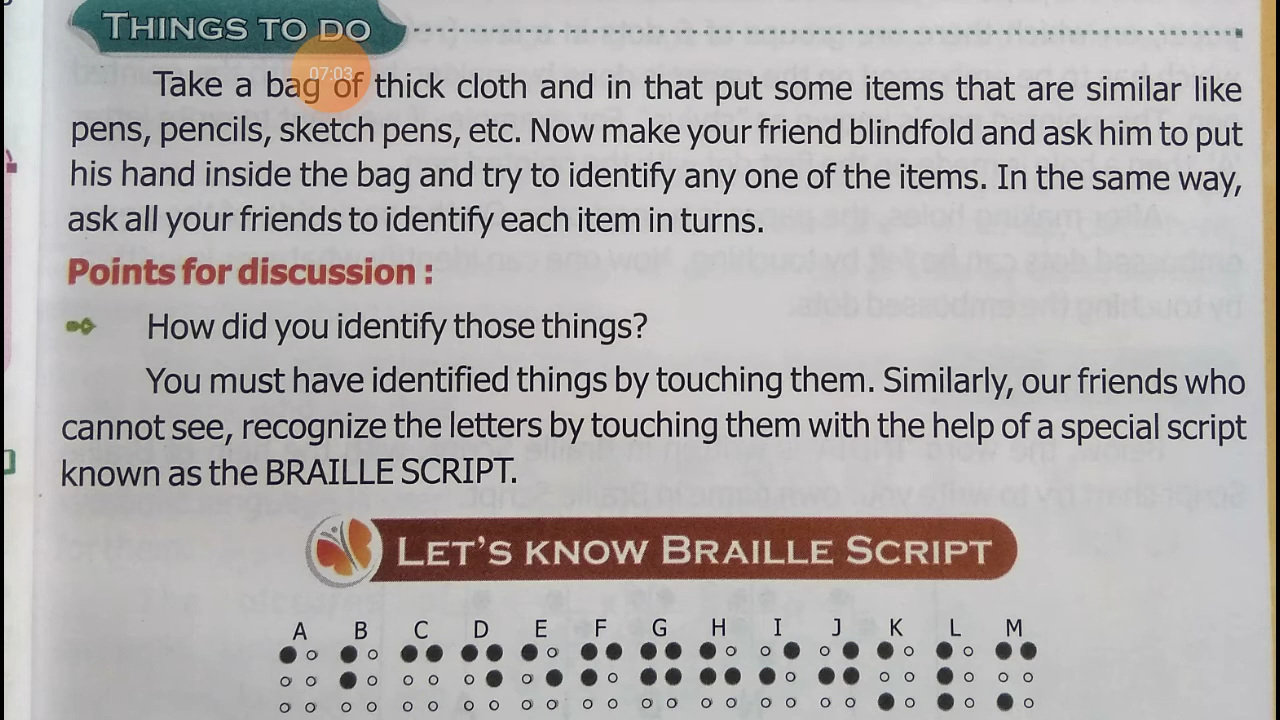 THINGS TO DO
07:03
Take a bag of thick cloth and in that put some items that are similar like
pens, pencils, sketch pens, etc. Now make your friend blindfold and ask him to put
his hand inside the bag and try to identify any one of the items. In the same way,
ask all your friends to identify each item in turns.
Points for discussion :
How did you identify those things?
You must have identified things by touching them. Similarly, our friends who
cannot see, recognize the letters by touching them with the help of a special script
known as the BRAILLE SCRIPT.
LET'S KNOW BRAILLE SCRIPT
A B C D E F G H I J K L M